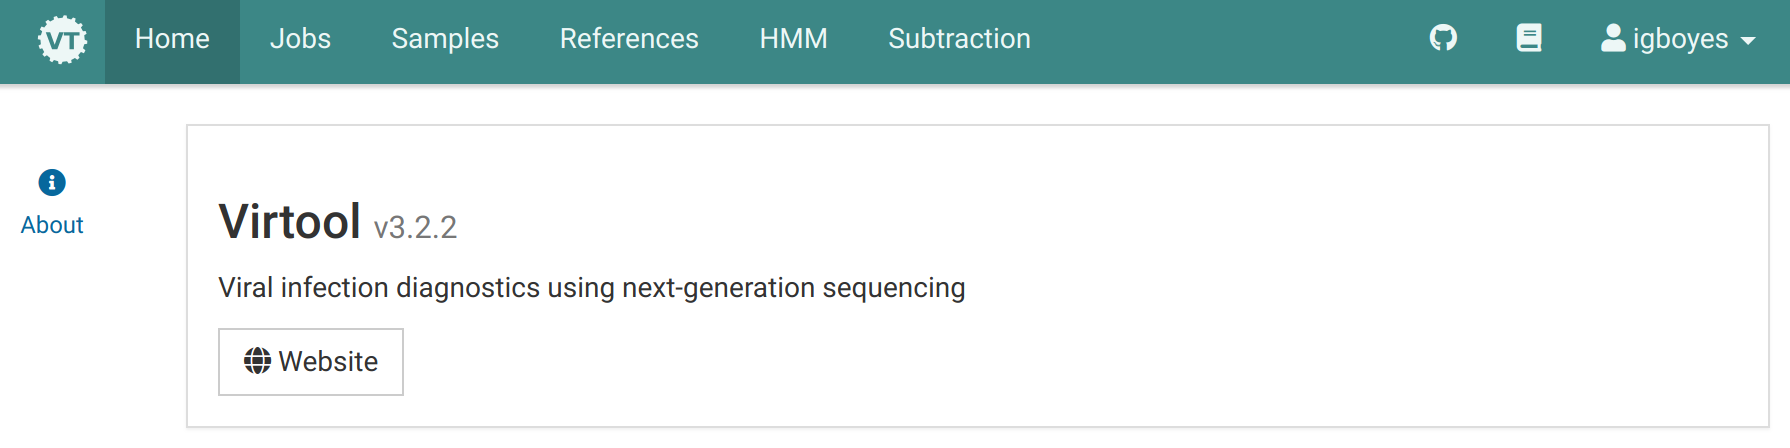 VT Home Jobs Samples References HMM Subtraction igboyes
About
Virtool v3.2.2
Viral infection diagnostics using next-generation sequencing
Website